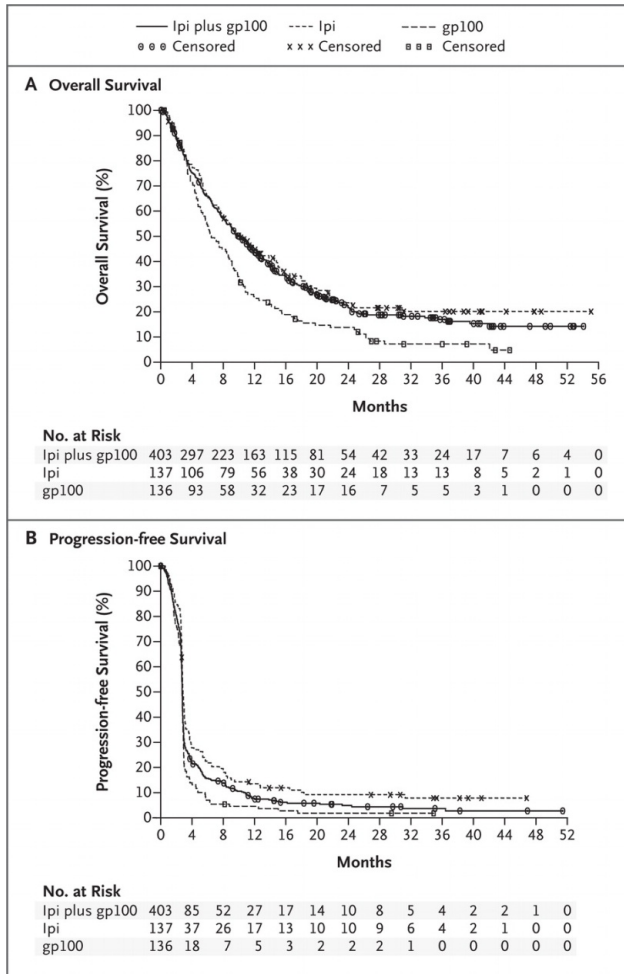 Ipi plus gp100 Ipi gp100
Censored Censored Censored
A Overall Survival
100
90
80
70
60
50
40
30
20
10
0
Overall Survival (%)
0 4 8 12 16 20 24 28 32 36 40 44 48 52 56
Months
No. at Risk
Ipi plus gp100 403 297 223 163 115 81 54 42 33 24 17 7 6 4 0
Ipi 137 106 79 56 38 30 24 18 13 13 8 5 2 1 0
gp100 136 93 58 32 23 17 16 7 5 5 3 1 0 0 0
B Progression-free Survival
100
90
80
70
60
50
40
30
20
10
0
Progression-free Survival (%)
0 4 8 12 16 20 24 28 32 36 40 44 48 52
Months
No. at Risk
Ipi plus gp100 403 85 52 27 17 14 10 8 5 4 2 2 1 0
Ipi 137 37 26 17 13 10 10 9 6 4 2 1 0 0
gp100 136 18 7 5 3 2 2 2 1 0 0 0 0 0